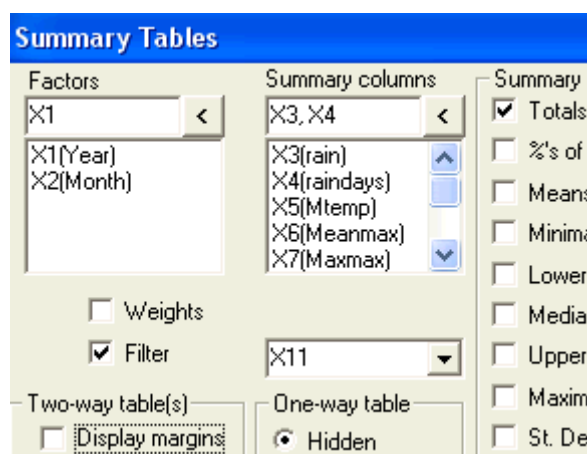 Summary Tables
Factors
Summary columns
Summary
X1
<
X3, X4
<
Totals
X1(Year)
X2(Month)
X3(rain)
X4(raindays)
X5(Mtemp)
X6(Meanmax)
X7(Maxmax)
%'s of
Means
Minima
Lower
Media
Upper
Maxim
St. De
Weights
Filter
X11
Two-way table(s)
Display margins
One-way table
Hidden